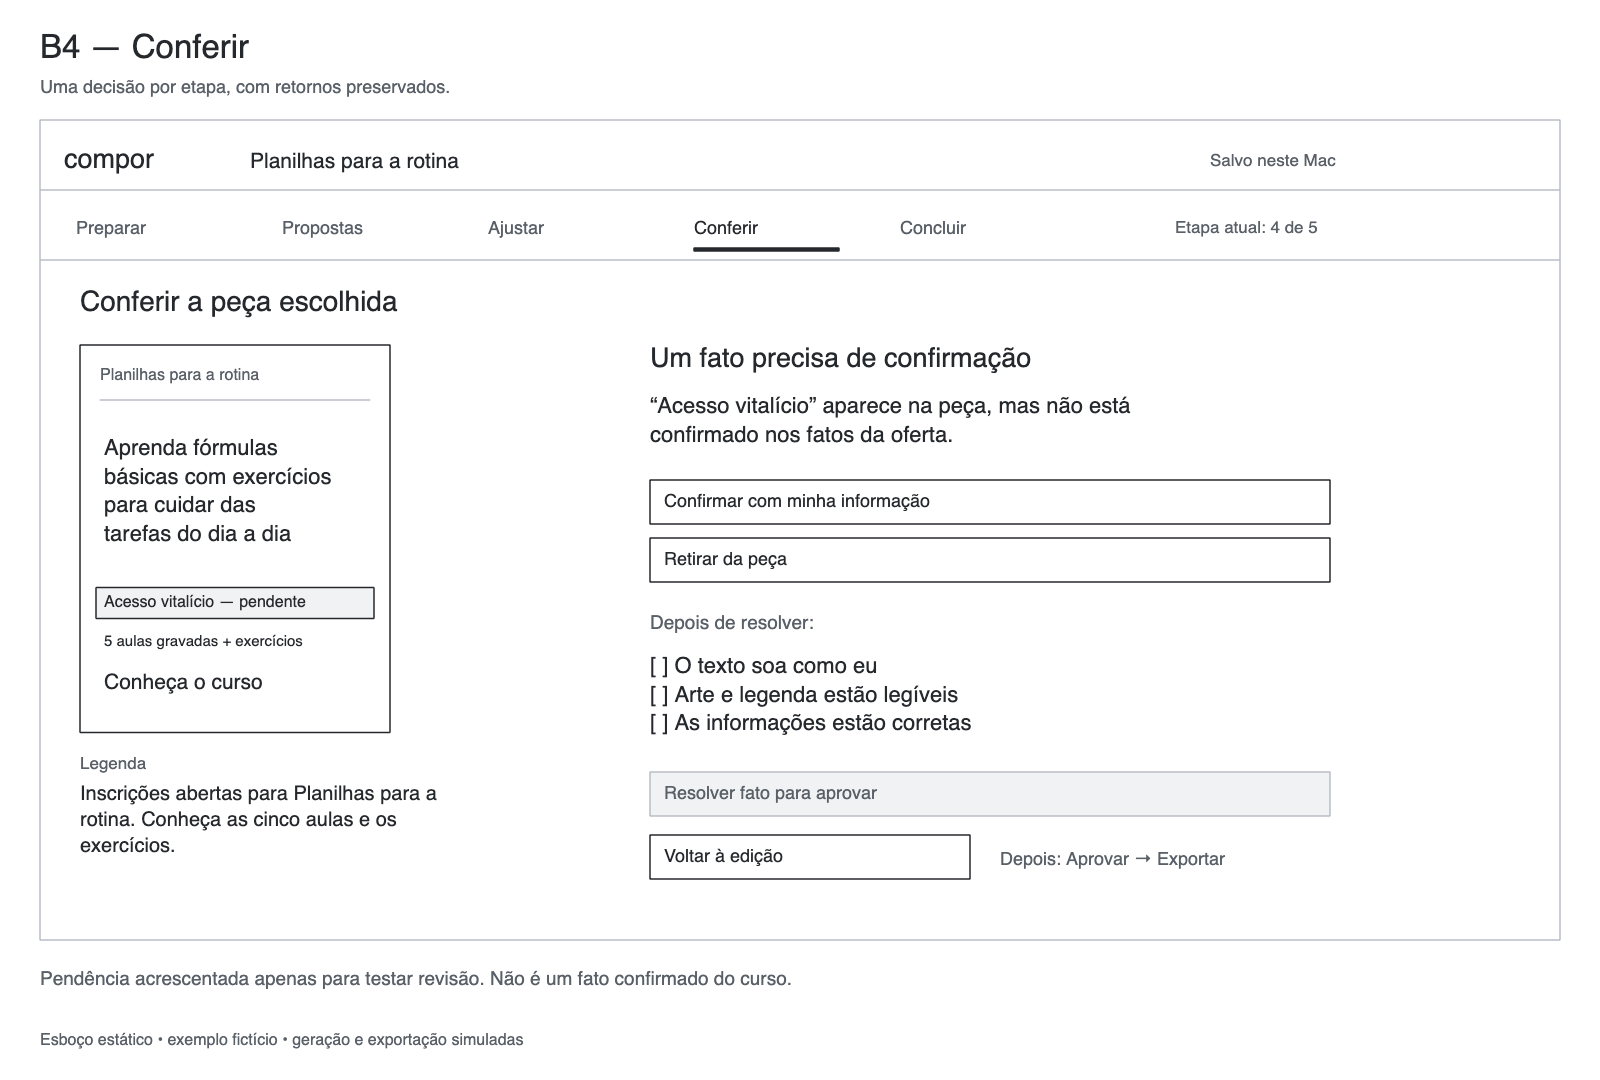 B4 — Conferir
Uma decisão por etapa, com retornos preservados.
compor
Planilhas para a rotina
Salvo neste Mac
Preparar
Propostas
Ajustar
Conferir
Concluir
Etapa atual: 4 de 5
Conferir a peça escolhida
Planilhas para a rotina
Aprenda fórmulas
básicas com exercícios
para cuidar das
tarefas do dia a dia
Acesso vitalício — pendente
5 aulas gravadas + exercícios
Conheça o curso
Legenda
Inscrições abertas para Planilhas para a
rotina. Conheça as cinco aulas e os
exercícios.
Um fato precisa de confirmação
“Acesso vitalício” aparece na peça, mas não está
confirmado nos fatos da oferta.
Confirmar com minha informação
Retirar da peça
Depois de resolver:
[ ] O texto soa como eu
[ ] Arte e legenda estão legíveis
[ ] As informações estão corretas
Resolver fato para aprovar
Voltar à edição
Depois: Aprovar → Exportar
Pendência acrescentada apenas para testar revisão. Não é um fato confirmado do curso.
Esboço estático • exemplo fictício • geração e exportação simuladas